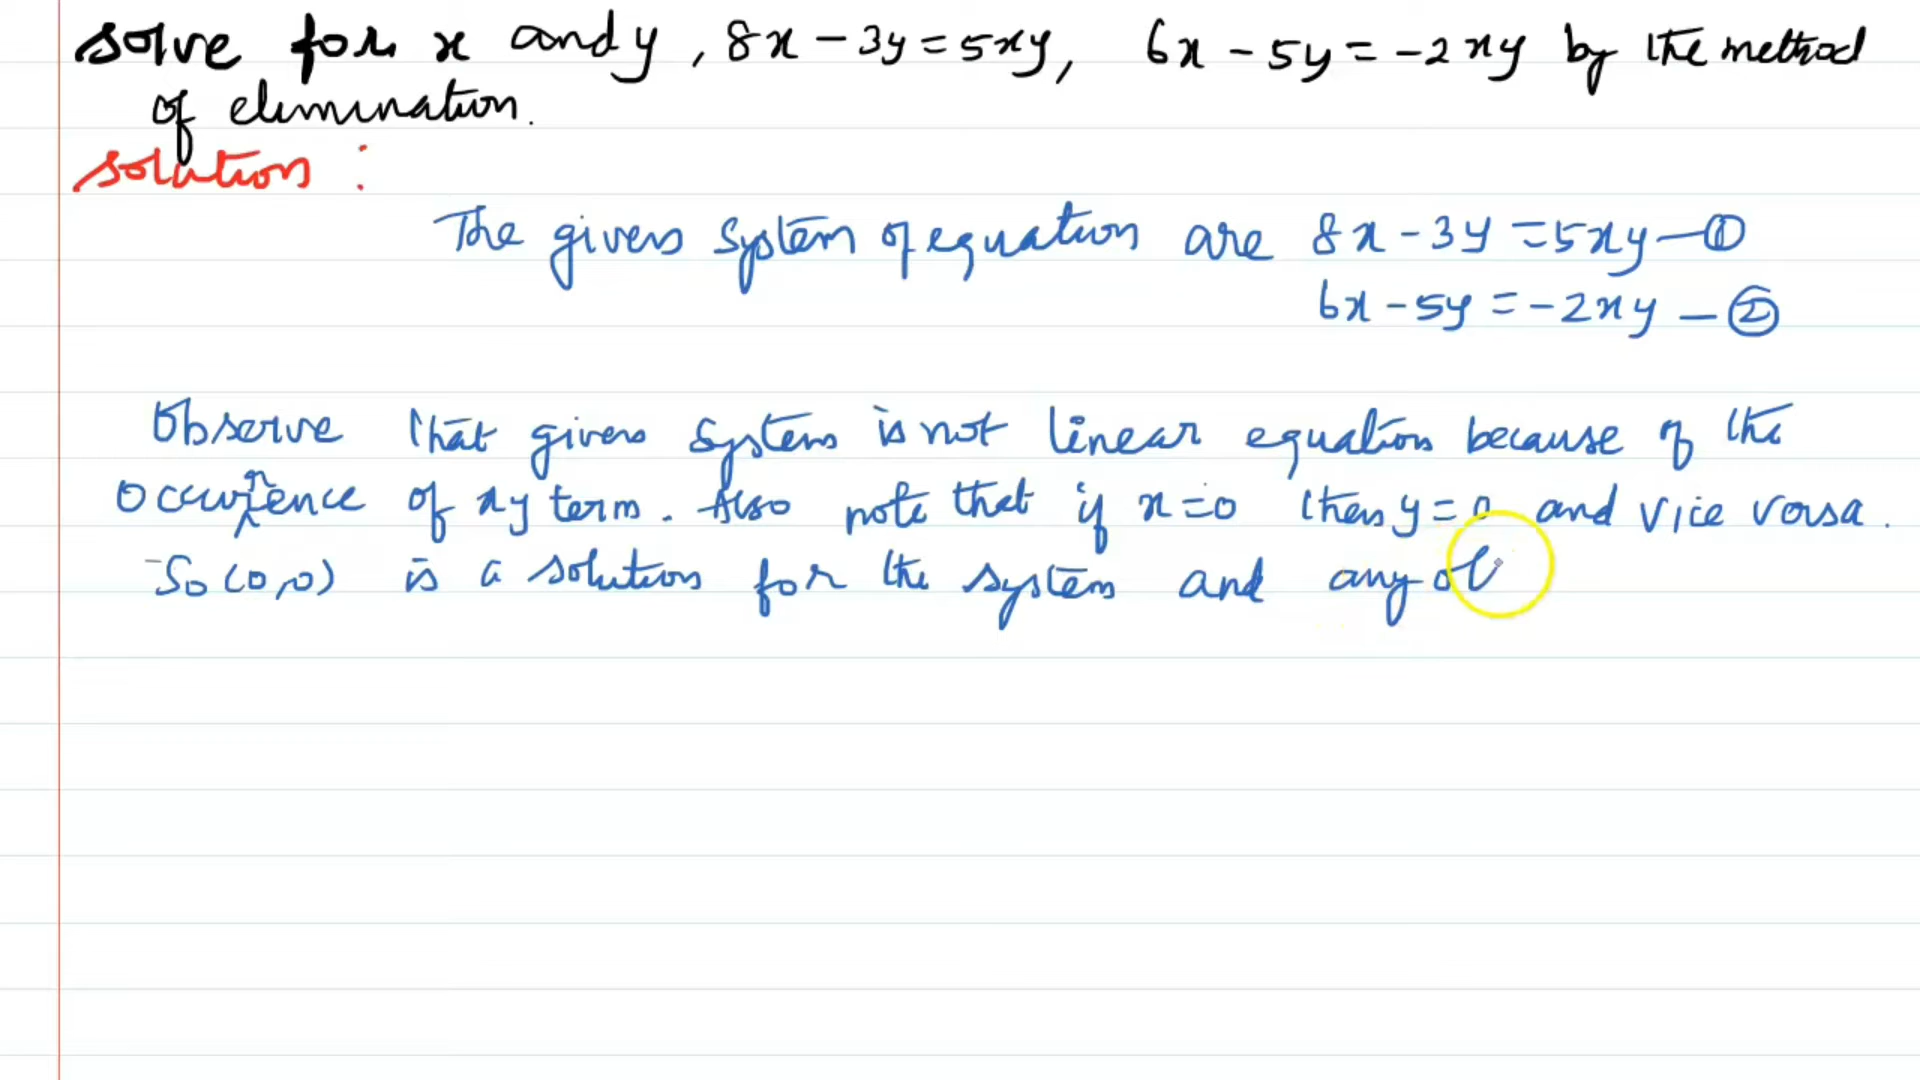 solve for x and y, 8x - 3y = 5xy, 6x - 5y = -2xy by the method
of elimination.
solution :
The given system of equation are 8x - 3y = 5xy — ①
6x - 5y = -2xy — ②
Observe that given system is not linear equation because of the
occurrence of xy term. Also note that if x = 0 then y = 0 and vice versa.
So (0,0) is a solution for the system and any ot